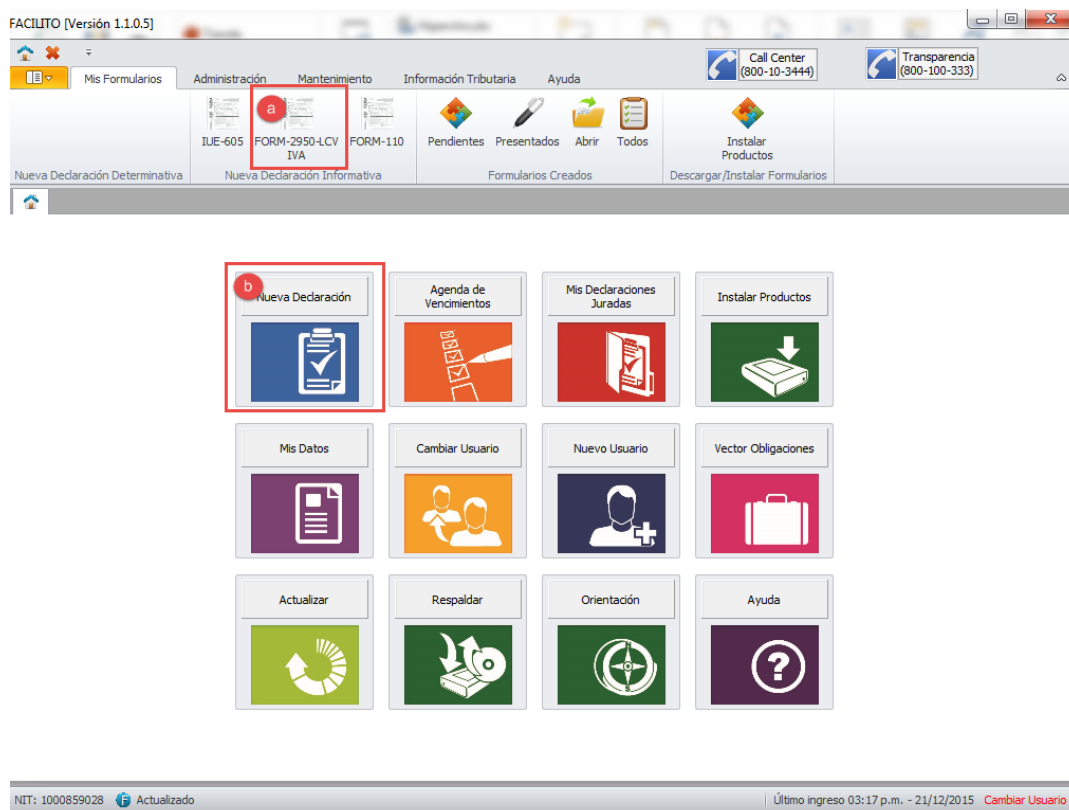 FACILITO [Versión 1.1.0.5]
Call Center
(800-10-3444)
Transparencia
(800-100-333)
Mis Formularios
Administración
Mantenimiento
Información Tributaria
Ayuda
a
IUE-605
FORM-2950-LCV
IVA
FORM-110
Pendientes
Presentados
Abrir
Todos
Instalar
Productos
Nueva Declaración Determinativa
Nueva Declaración Informativa
Formularios Creados
Descargar/Instalar Formularios
b
Nueva Declaración
Agenda de
Vencimientos
Mis Declaraciones
Juradas
Instalar Productos
Mis Datos
Cambiar Usuario
Nuevo Usuario
Vector Obligaciones
Actualizar
Respaldar
Orientación
Ayuda
NIT: 1000859028
Actualizado
Último ingreso 03:17 p.m. - 21/12/2015
Cambiar Usuario